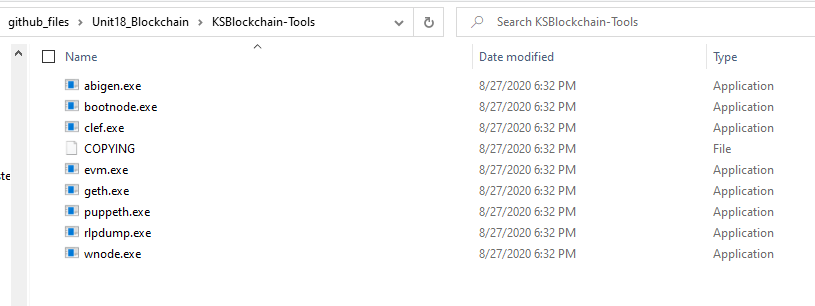 github_files > Unit18_Blockchain > KSBlockchain-Tools Search KSBlockchain-Tools
Name Date modified Type
abigen.exe 8/27/2020 6:32 PM Application
bootnode.exe 8/27/2020 6:32 PM Application
clef.exe 8/27/2020 6:32 PM Application
COPYING 8/27/2020 6:32 PM File
evm.exe 8/27/2020 6:32 PM Application
geth.exe 8/27/2020 6:32 PM Application
puppeth.exe 8/27/2020 6:32 PM Application
rlpdump.exe 8/27/2020 6:32 PM Application
wnode.exe 8/27/2020 6:32 PM Application